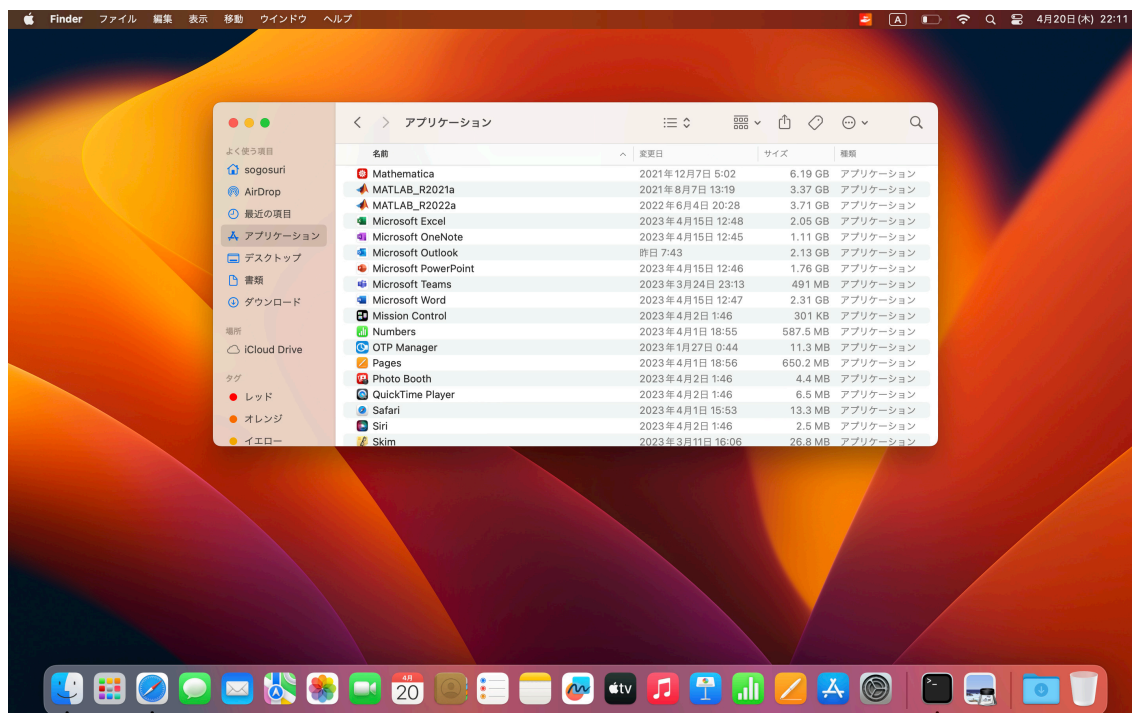 Finder ファイル 編集 表示 移動 ウインドウ ヘルプ A 4月20日(木) 22:11
アプリケーション
よく使う項目
sogosuri
AirDrop
最近の項目
アプリケーション
デスクトップ
書類
ダウンロード
場所
iCloud Drive
タグ
レッド
オレンジ
イエロー
名前 変更日 サイズ 種類
Mathematica 2021年12月7日 5:02 6.19 GB アプリケーション
MATLAB_R2021a 2021年8月7日 13:19 3.37 GB アプリケーション
MATLAB_R2022a 2022年6月4日 20:28 3.71 GB アプリケーション
Microsoft Excel 2023年4月15日 12:48 2.05 GB アプリケーション
Microsoft OneNote 2023年4月15日 12:45 1.11 GB アプリケーション
Microsoft Outlook 昨日 7:43 2.13 GB アプリケーション
Microsoft PowerPoint 2023年4月15日 12:46 1.76 GB アプリケーション
Microsoft Teams 2023年3月24日 23:13 491 MB アプリケーション
Microsoft Word 2023年4月15日 12:47 2.31 GB アプリケーション
Mission Control 2023年4月2日 1:46 301 KB アプリケーション
Numbers 2023年4月1日 18:55 587.5 MB アプリケーション
OTP Manager 2023年1月27日 0:44 11.3 MB アプリケーション
Pages 2023年4月1日 18:56 650.2 MB アプリケーション
Photo Booth 2023年4月2日 1:46 4.4 MB アプリケーション
QuickTime Player 2023年4月2日 1:46 6.5 MB アプリケーション
Safari 2023年4月1日 15:53 13.3 MB アプリケーション
Siri 2023年4月2日 1:46 2.5 MB アプリケーション
Skim 2023年3月11日 16:06 26.8 MB アプリケーション
4月
20
tv